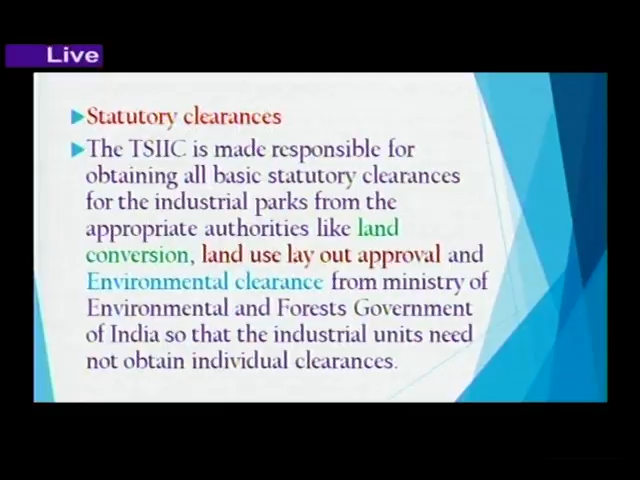 Live
Statutory clearances
The TSIIC is made responsible for
obtaining all basic statutory clearances
for the industrial parks from the
appropriate authorities like land
conversion, land use lay out approval and
Environmental clearance from ministry of
Environmental and Forests Government
of India so that the industrial units need
not obtain individual clearances.